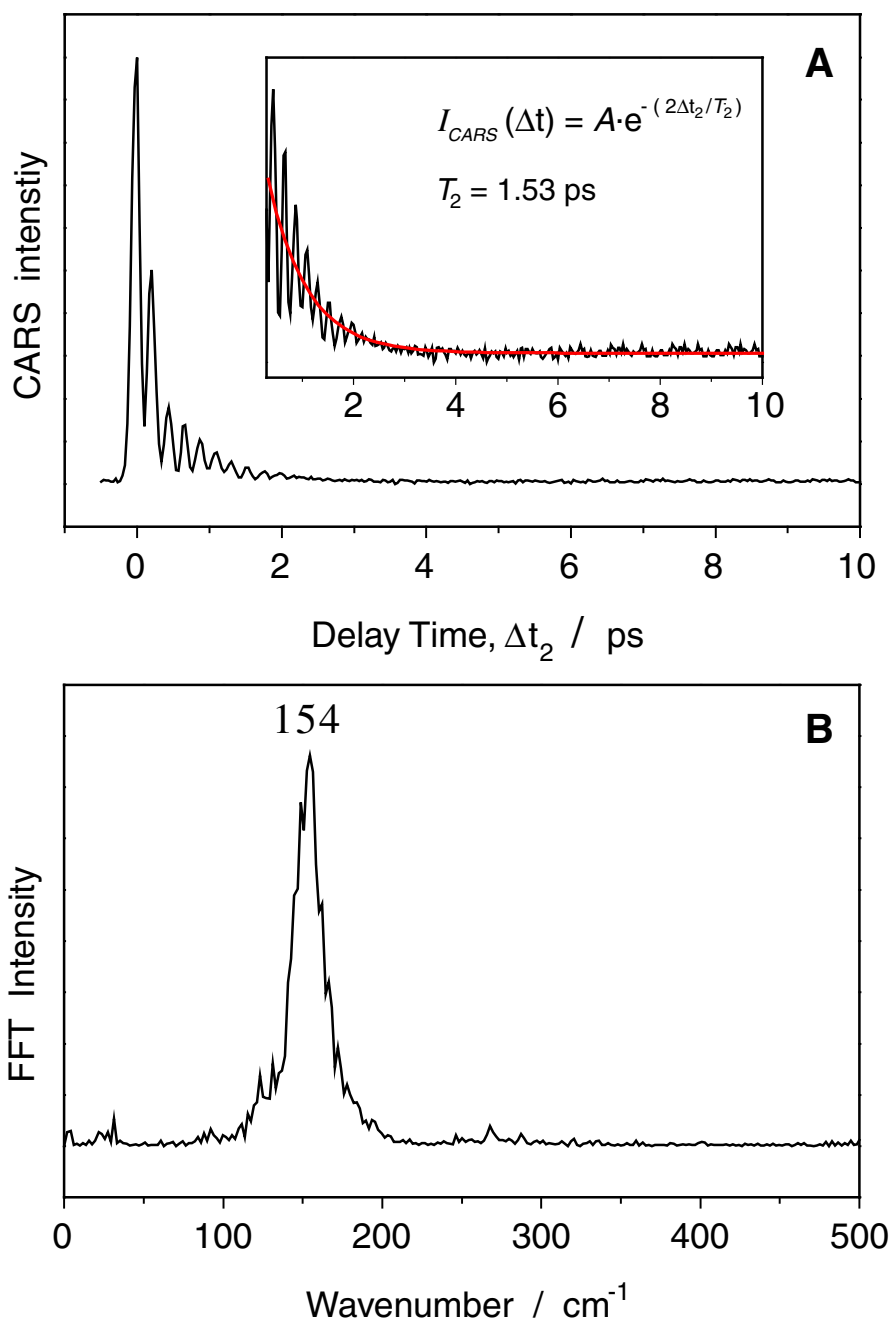 A
CARS intenstiy
I_CARS (Δt) = A·e^-(2Δt₂/T₂)
T₂ = 1.53 ps
2 4 6 8 10
0 2 4 6 8 10
Delay Time, Δt₂ / ps
B
154
FFT Intensity
0 100 200 300 400 500
Wavenumber / cm⁻¹